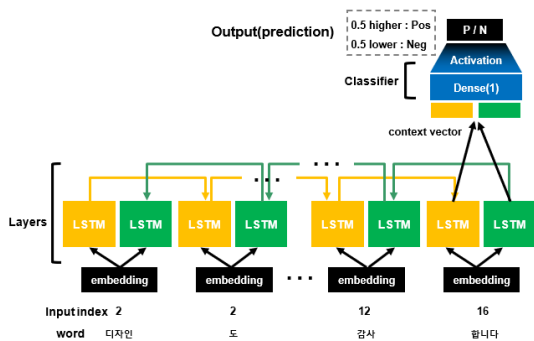 Output(prediction)
0.5 higher : Pos
0.5 lower : Neg
P / N
Activation
Classifier
Dense(1)
context vector
. . .
. . .
Layers
LSTM LSTM LSTM LSTM LSTM LSTM LSTM LSTM
embedding embedding . . . embedding embedding
Input index 2 2 12 16
word 디자인 도 감사 합니다